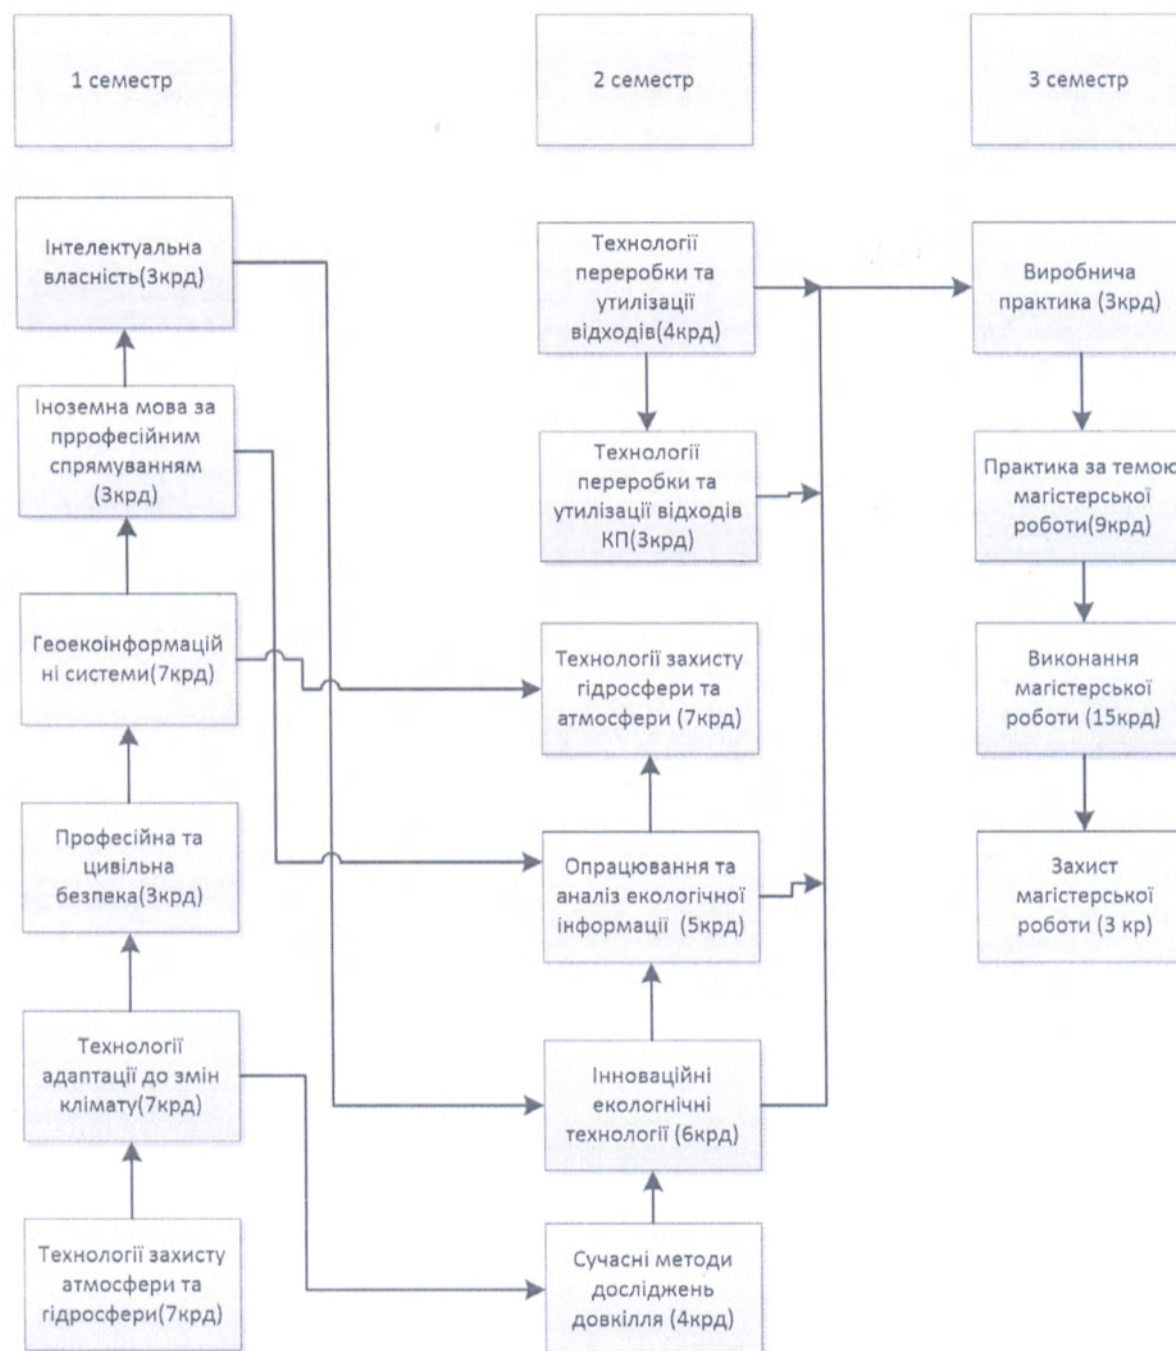 1 семестр
2 семестр
3 семестр
Інтелектуальна
власність(3крд)
Іноземна мова за
пррофесійним
спрямуванням
(3крд)
Геоекоінформацій
ні системи(7крд)
Професійна та
цивільна
безпека(3крд)
Технології
адаптації до змін
клімату(7крд)
Технології захисту
атмосфери та
гідросфери(7крд)
Технології
переробки та
утилізації
відходів(4крд)
Технології
переробки та
утилізації відходів
КП(3крд)
Технології захисту
гідросфери та
атмосфери (7крд)
Опрацювання та
аналіз екологічної
інформації (5крд)
Інноваційні
екологнічні
технології (6крд)
Сучасні методи
досліджень
довкілля (4крд)
Виробнича
практика (3крд)
Практика за темою
магістерської
роботи(9крд)
Виконання
магістерської
роботи (15крд)
Захист
магістерської
роботи (3 кр)